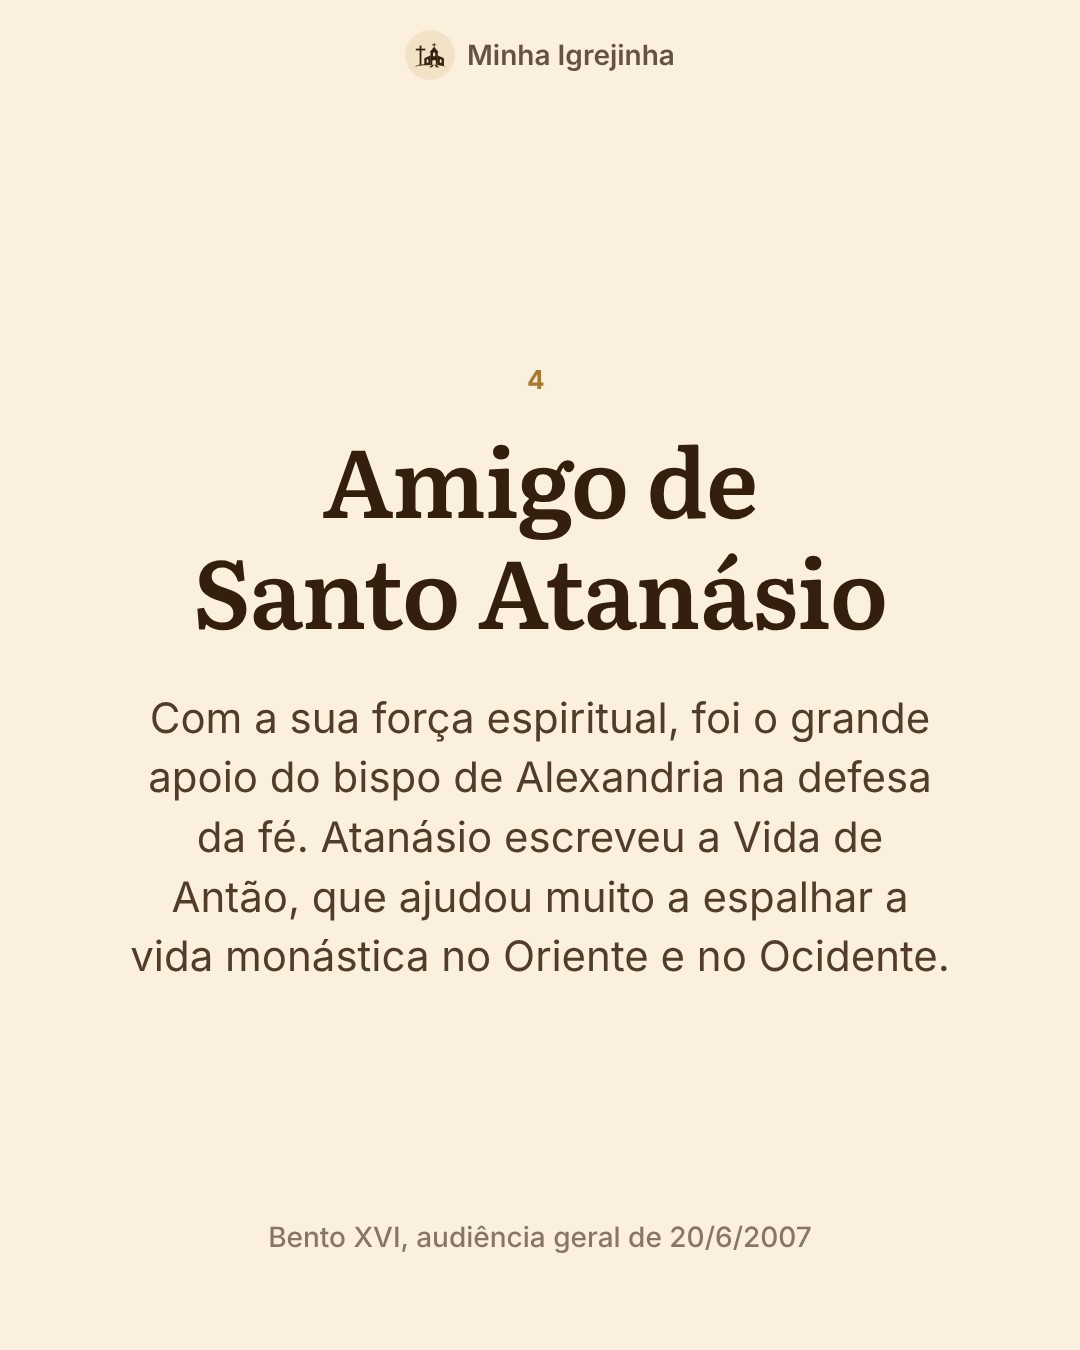 Minha Igrejinha
4
Amigo de
Santo Atanásio
Com a sua força espiritual, foi o grande
apoio do bispo de Alexandria na defesa
da fé. Atanásio escreveu a Vida de
Antão, que ajudou muito a espalhar a
vida monástica no Oriente e no Ocidente.
Bento XVI, audiência geral de 20/6/2007